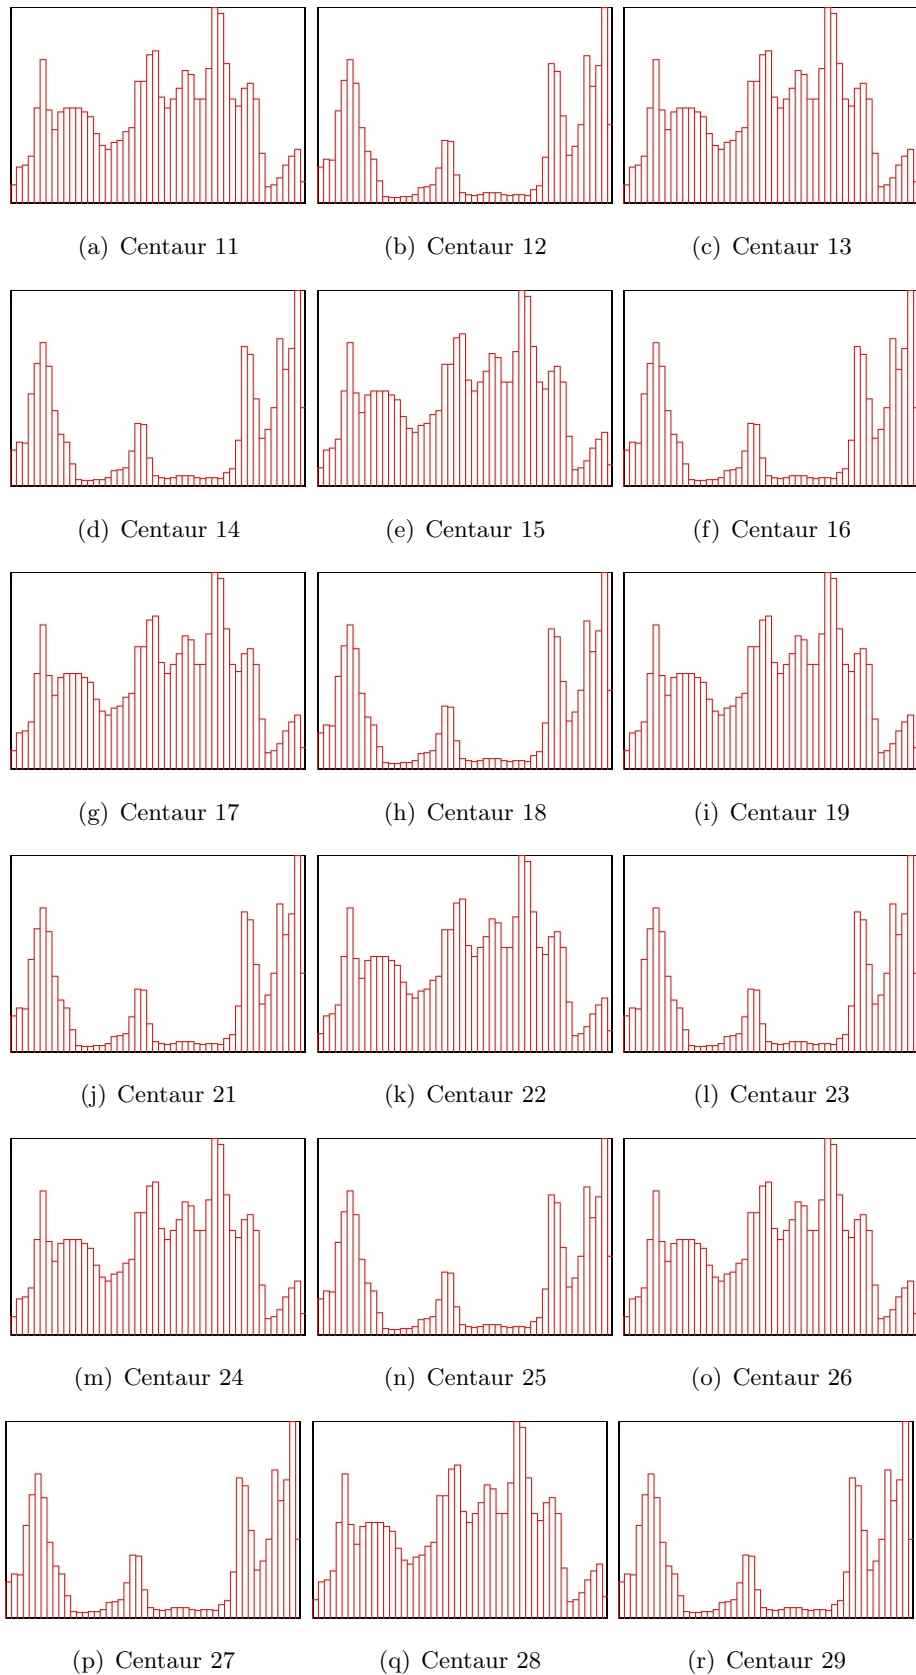 (a) Centaur 11 (b) Centaur 12 (c) Centaur 13
(d) Centaur 14 (e) Centaur 15 (f) Centaur 16
(g) Centaur 17 (h) Centaur 18 (i) Centaur 19
(j) Centaur 21 (k) Centaur 22 (l) Centaur 23
(m) Centaur 24 (n) Centaur 25 (o) Centaur 26
(p) Centaur 27 (q) Centaur 28 (r) Centaur 29